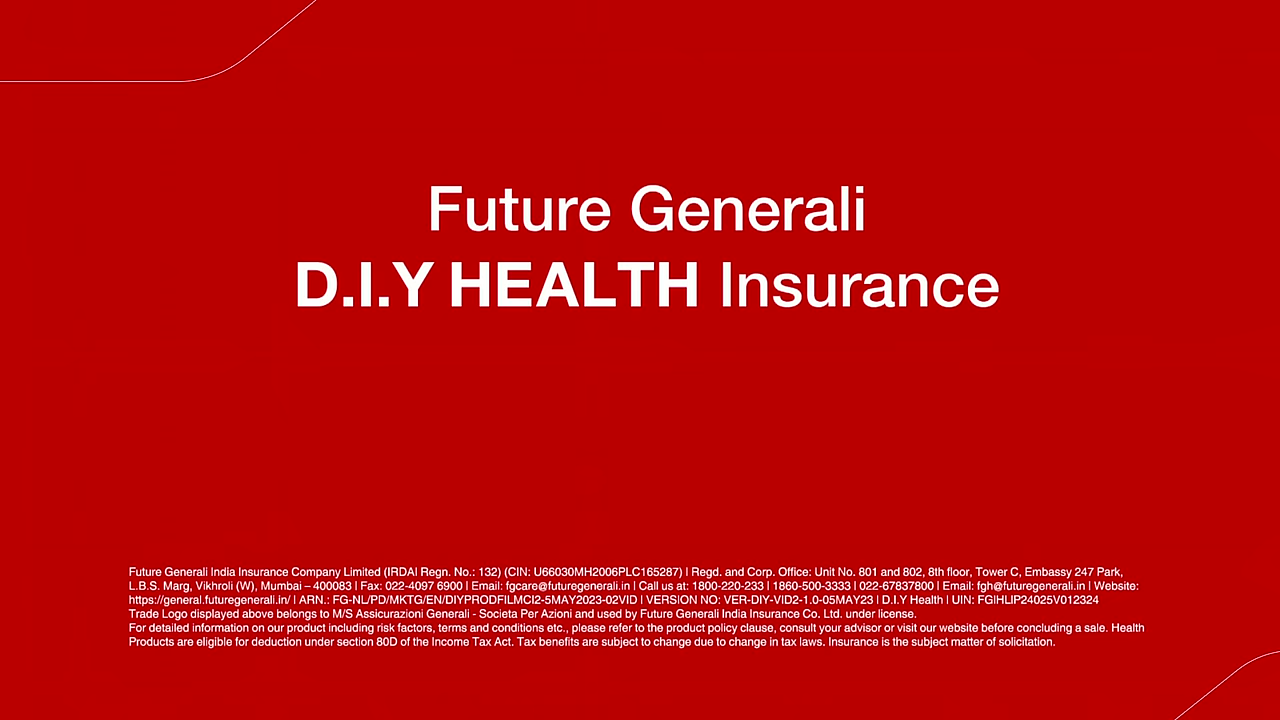 Future Generali
D.I.Y HEALTH Insurance
Future Generali India Insurance Company Limited (IRDAI Regn. No.: 132) (CIN: U66030MH2006PLC165287) | Regd. and Corp. Office: Unit No. 801 and 802, 8th floor, Tower C, Embassy 247 Park,
L.B.S. Marg, Vikhroli (W), Mumbai – 400083 | Fax: 022-4097 6900 | Email: fgcare@futuregenerali.in | Call us at: 1800-220-233 | 1860-500-3333 | 022-67837800 | Email: fgh@futuregenerali.in | Website:
https://general.futuregenerali.in/ | ARN.: FG-NL/PD/MKTG/EN/DIYPRODFILMCI2-5MAY2023-02VID | VERSION NO: VER-DIY-VID2-1.0-05MAY23 | D.I.Y Health | UIN: FGIHLIP24025V012324
Trade Logo displayed above belongs to M/S Assicurazioni Generali - Societa Per Azioni and used by Future Generali India Insurance Co. Ltd. under license.
For detailed information on our product including risk factors, terms and conditions etc., please refer to the product policy clause, consult your advisor or visit our website before concluding a sale. Health
Products are eligible for deduction under section 80D of the Income Tax Act. Tax benefits are subject to change due to change in tax laws. Insurance is the subject matter of solicitation.